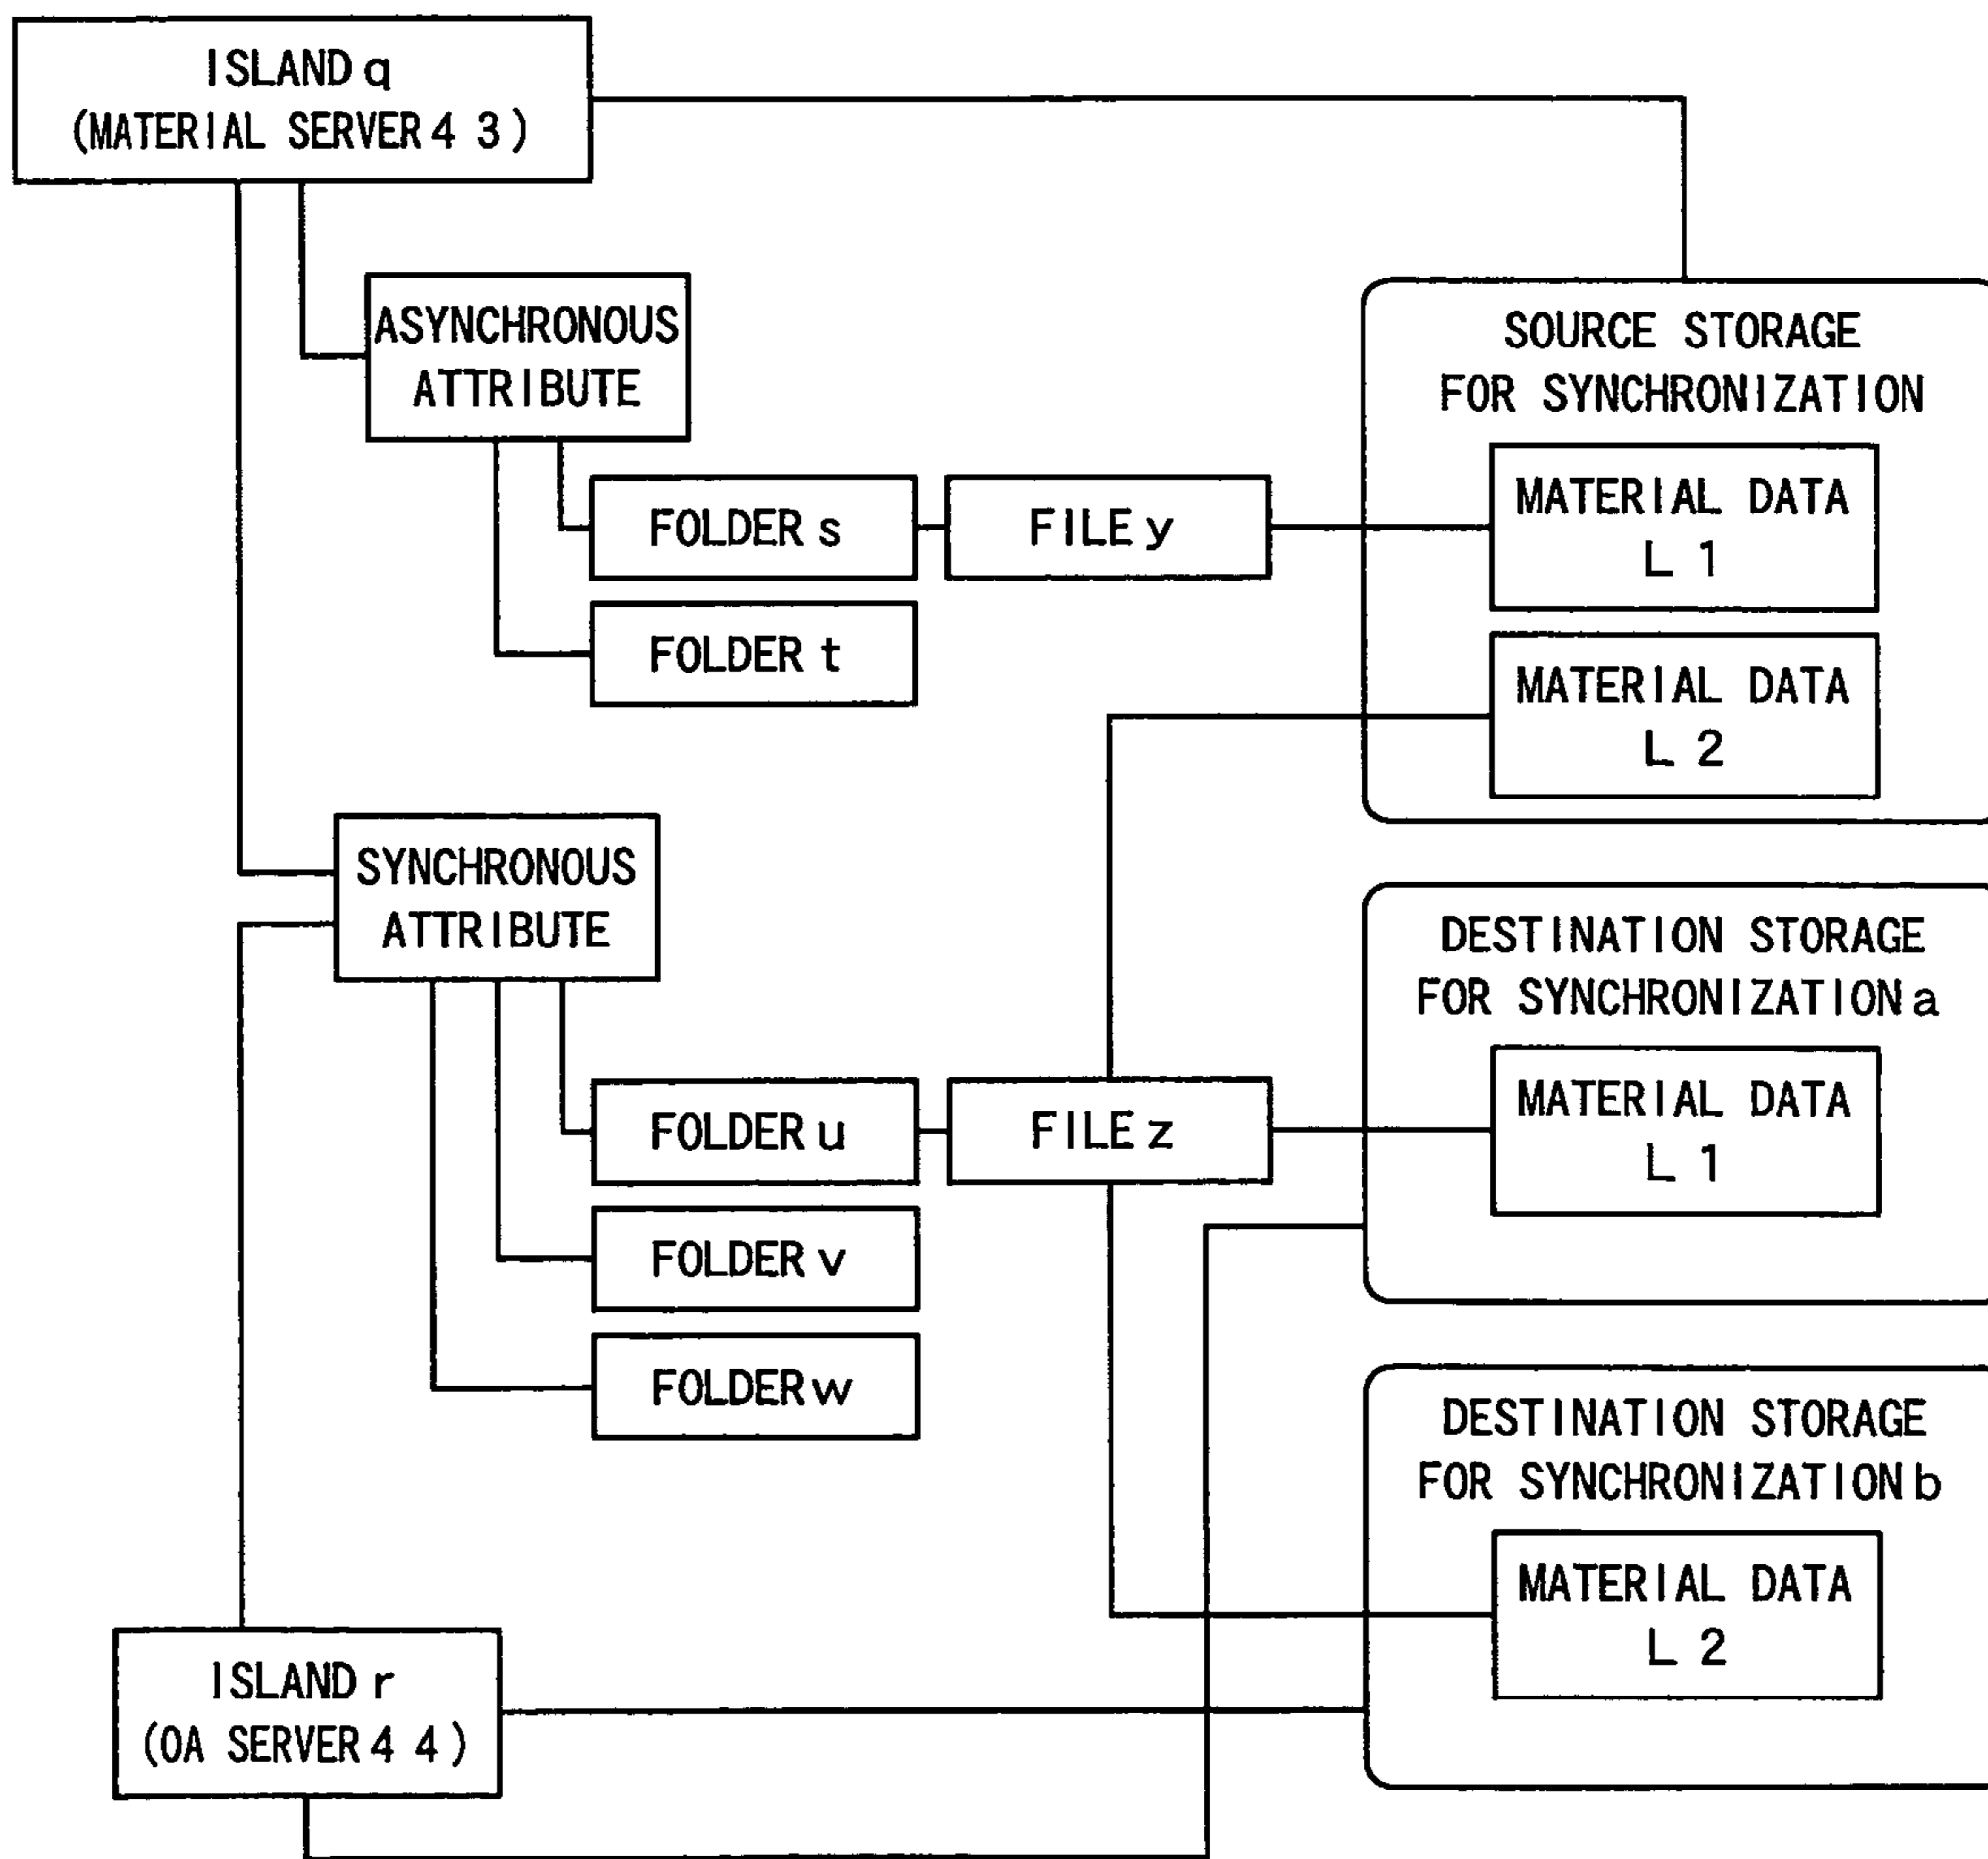 ISLAND q
(MATERIAL SERVER 4 3)
ASYNCHRONOUS
ATTRIBUTE
SOURCE STORAGE
FOR SYNCHRONIZATION
MATERIAL DATA
L 1
FOLDER s
FILE y
FOLDER t
MATERIAL DATA
L 2
SYNCHRONOUS
ATTRIBUTE
DESTINATION STORAGE
FOR SYNCHRONIZATION a
MATERIAL DATA
L 1
FOLDER u
FILE z
FOLDER v
FOLDER w
DESTINATION STORAGE
FOR SYNCHRONIZATION b
MATERIAL DATA
L 2
ISLAND r
(OA SERVER 4 4)